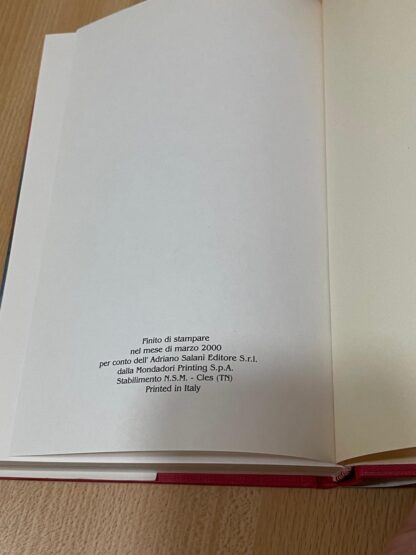 Finito di stampare
nel mese di marzo 2000
per conto dell' Adriano Salani Editore S.r.l.
dalla Mondadori Printing S.p.A.
Stabilimento N.S.M. - Cles (TN)
Printed in Italy